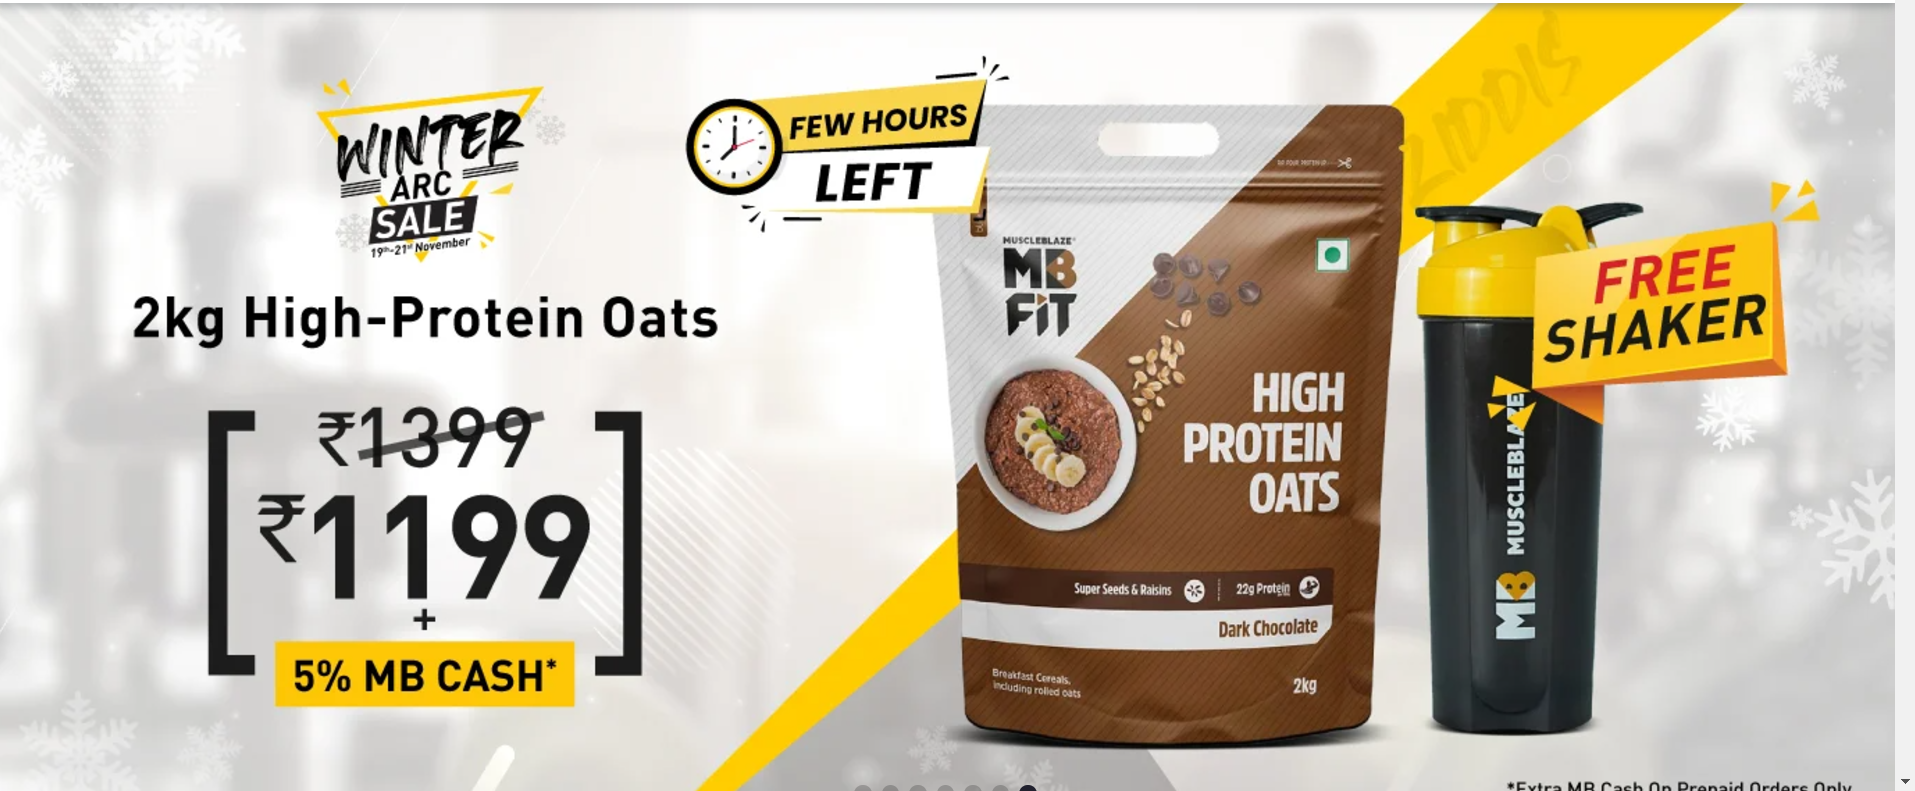 WINTER
ARC
SALE
19th-21st November
FEW HOURS
LEFT
2kg High-Protein Oats
₹1399
₹1199
+
5% MB CASH*
ZIDDIS
MUSCLEBLAZE
MB
FIT
HIGH
PROTEIN
OATS
Super Seeds & Raisins
22g Protein
Dark Chocolate
Breakfast Cereals,
Including rolled oats
2kg
FREE
SHAKER
MUSCLEBLAZE
MB
*Extra MB Cash On Prepaid Orders Only